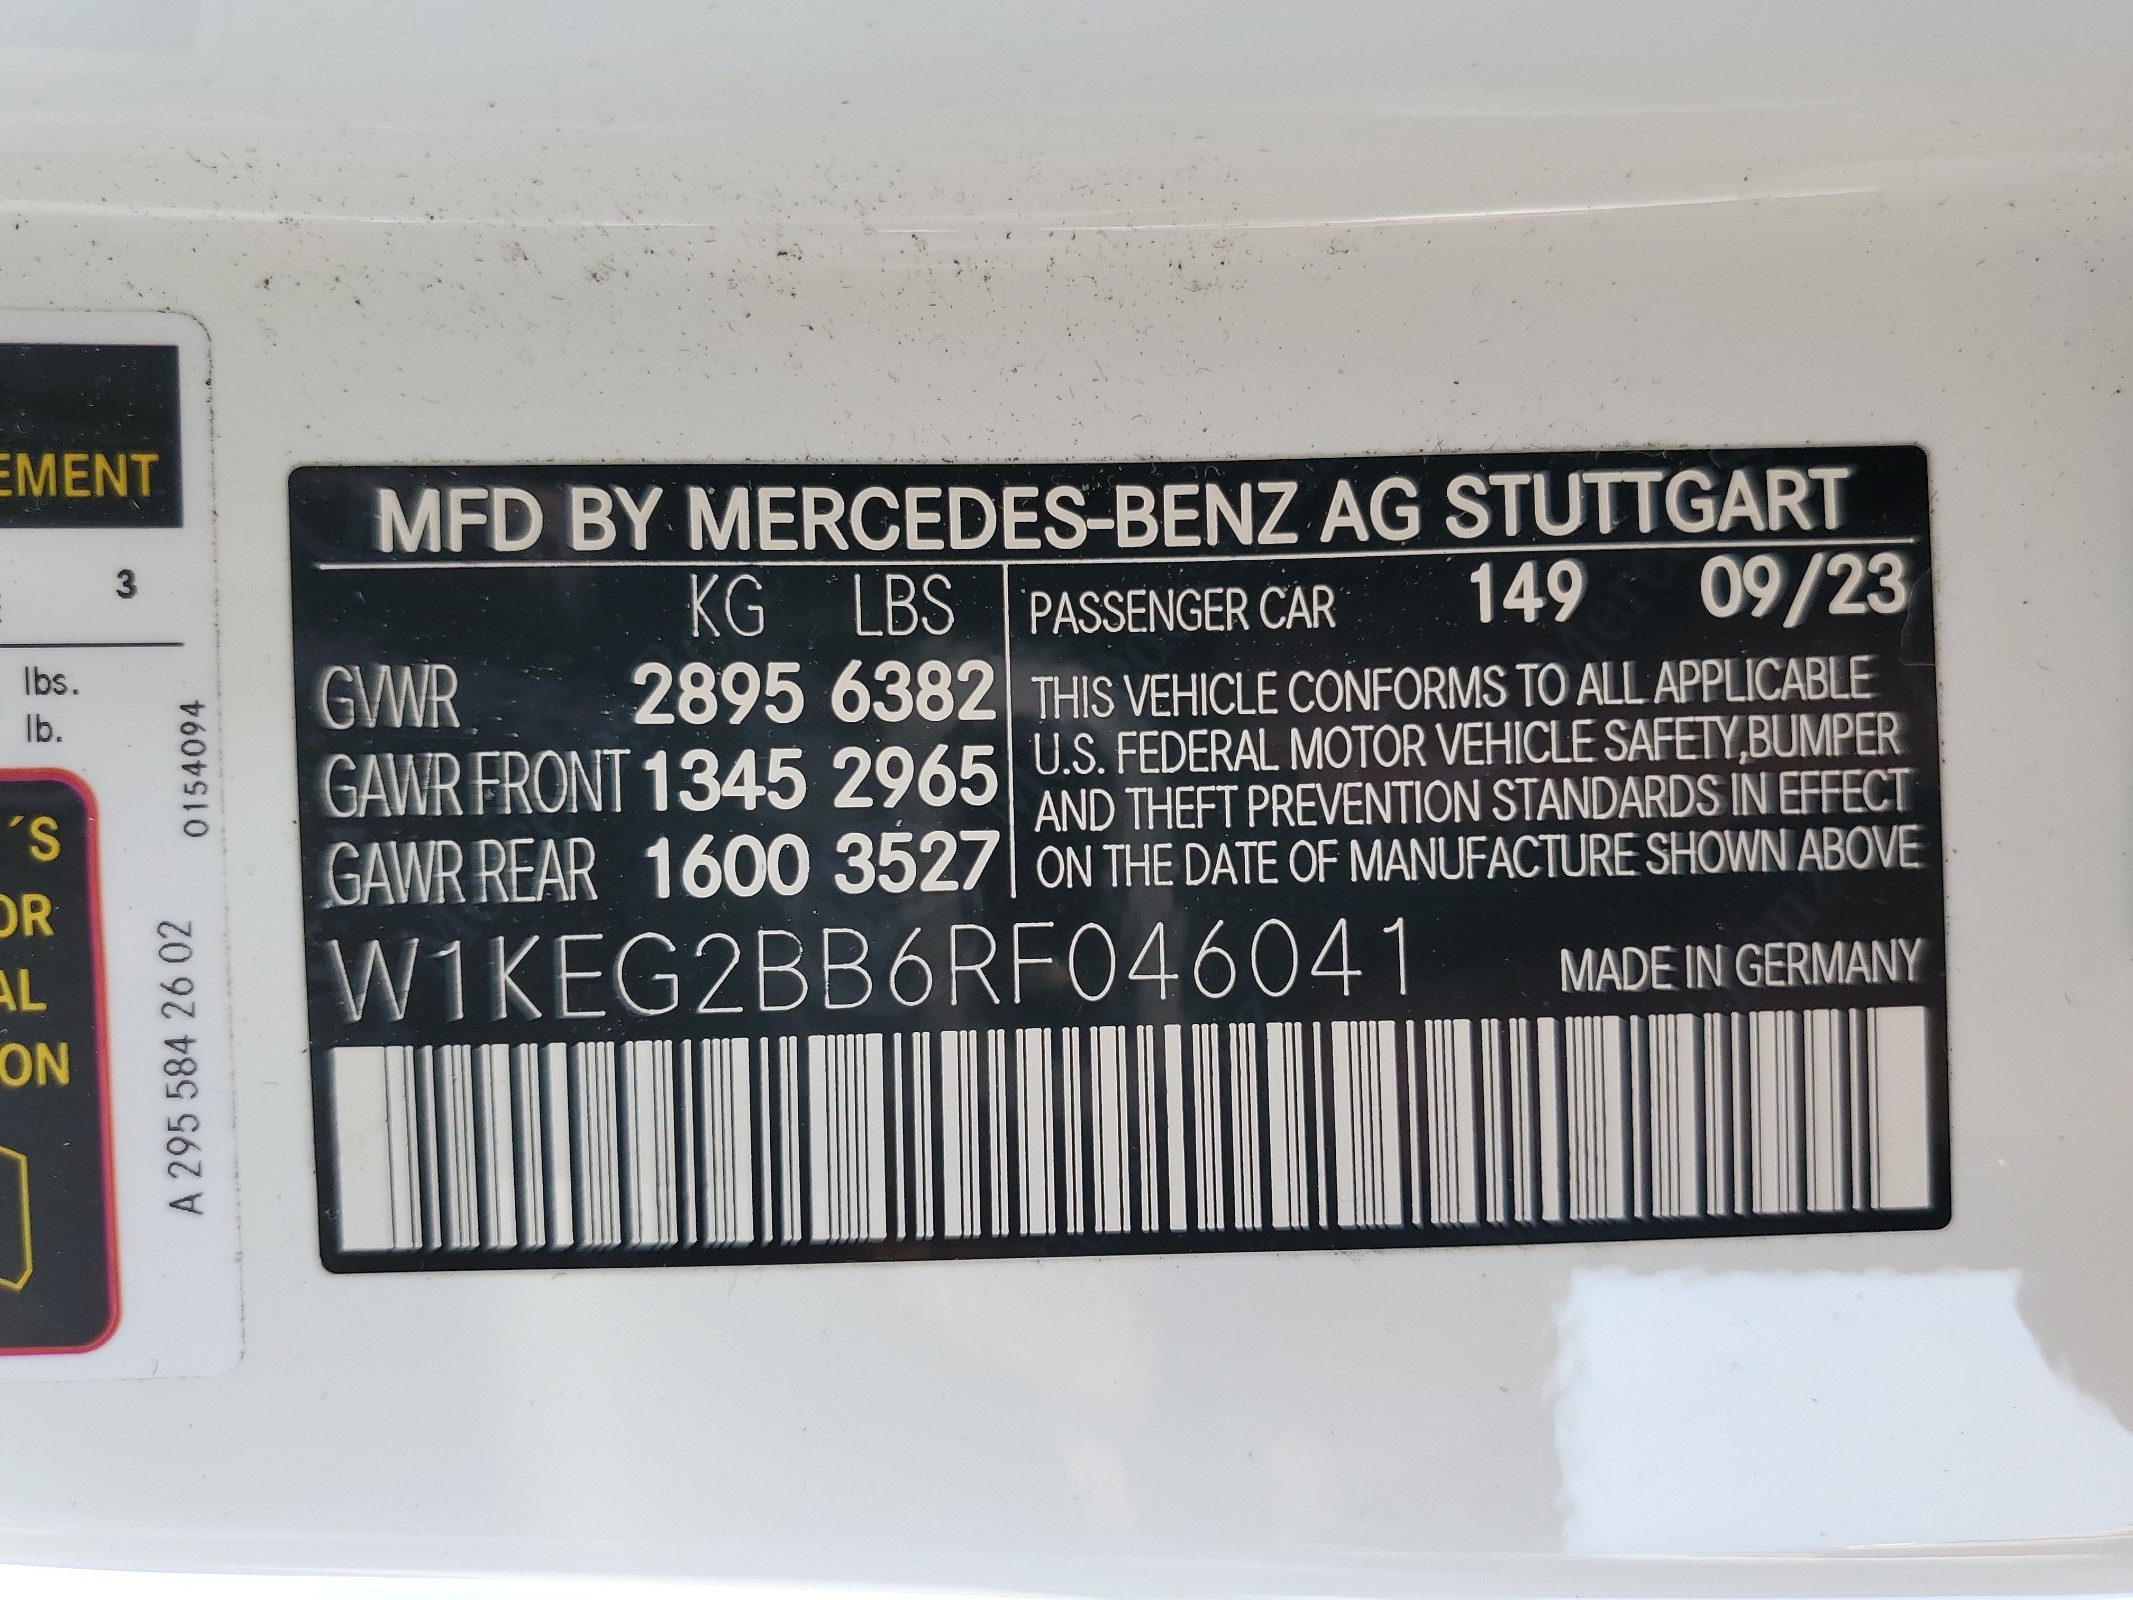 EMENT
3
lbs.
lb.
´S
OR
AL
ON
0154094
A 295 584 26 02
MFD BY MERCEDES-BENZ AG STUTTGART
KG LBS
GVWR 2895 6382
GAWR FRONT 1345 2965
GAWR REAR 1600 3527
PASSENGER CAR 149 09/23
THIS VEHICLE CONFORMS TO ALL APPLICABLE
U.S. FEDERAL MOTOR VEHICLE SAFETY,BUMPER
AND THEFT PREVENTION STANDARDS IN EFFECT
ON THE DATE OF MANUFACTURE SHOWN ABOVE
W1KEG2BB6RF046041
MADE IN GERMANY